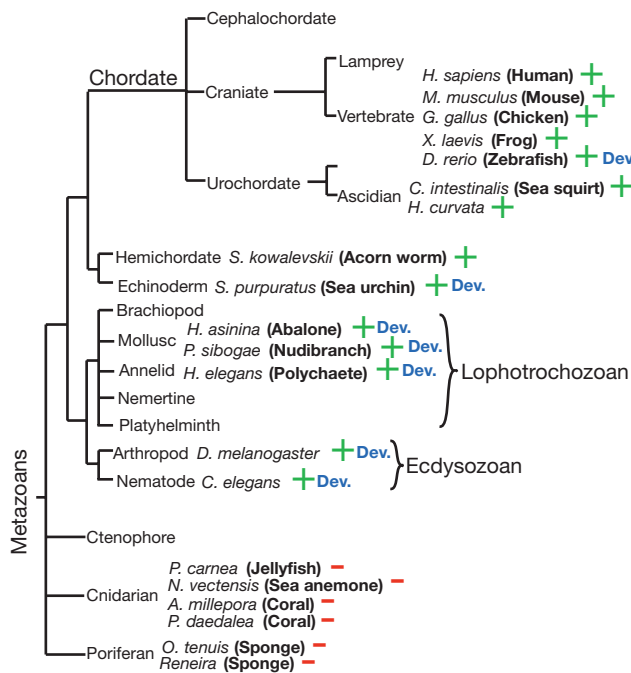 Cephalochordate
Chordate
Lamprey
Craniate
H. sapiens (Human) +
M. musculus (Mouse) +
Vertebrate G. gallus (Chicken) +
X. laevis (Frog) +
D. rerio (Zebrafish) + Dev
Urochordate
Ascidian C. intestinalis (Sea squirt) +
H. curvata +
Hemichordate S. kowalevskii (Acorn worm) +
Echinoderm S. purpuratus (Sea urchin) + Dev.
Brachiopod
Mollusc H. asinina (Abalone) + Dev.
P. sibogae (Nudibranch) + Dev.
Annelid H. elegans (Polychaete) + Dev.
Lophotrochozoan
Nemertine
Platyhelminth
Arthropod D. melanogaster + Dev.
Ecdysozoan
Nematode C. elegans + Dev.
Metazoans
Ctenophore
Cnidarian
P. carnea (Jellyfish) −
N. vectensis (Sea anemone) −
A. millepora (Coral) −
P. daedalea (Coral) −
Poriferan O. tenuis (Sponge) −
Reneira (Sponge) −